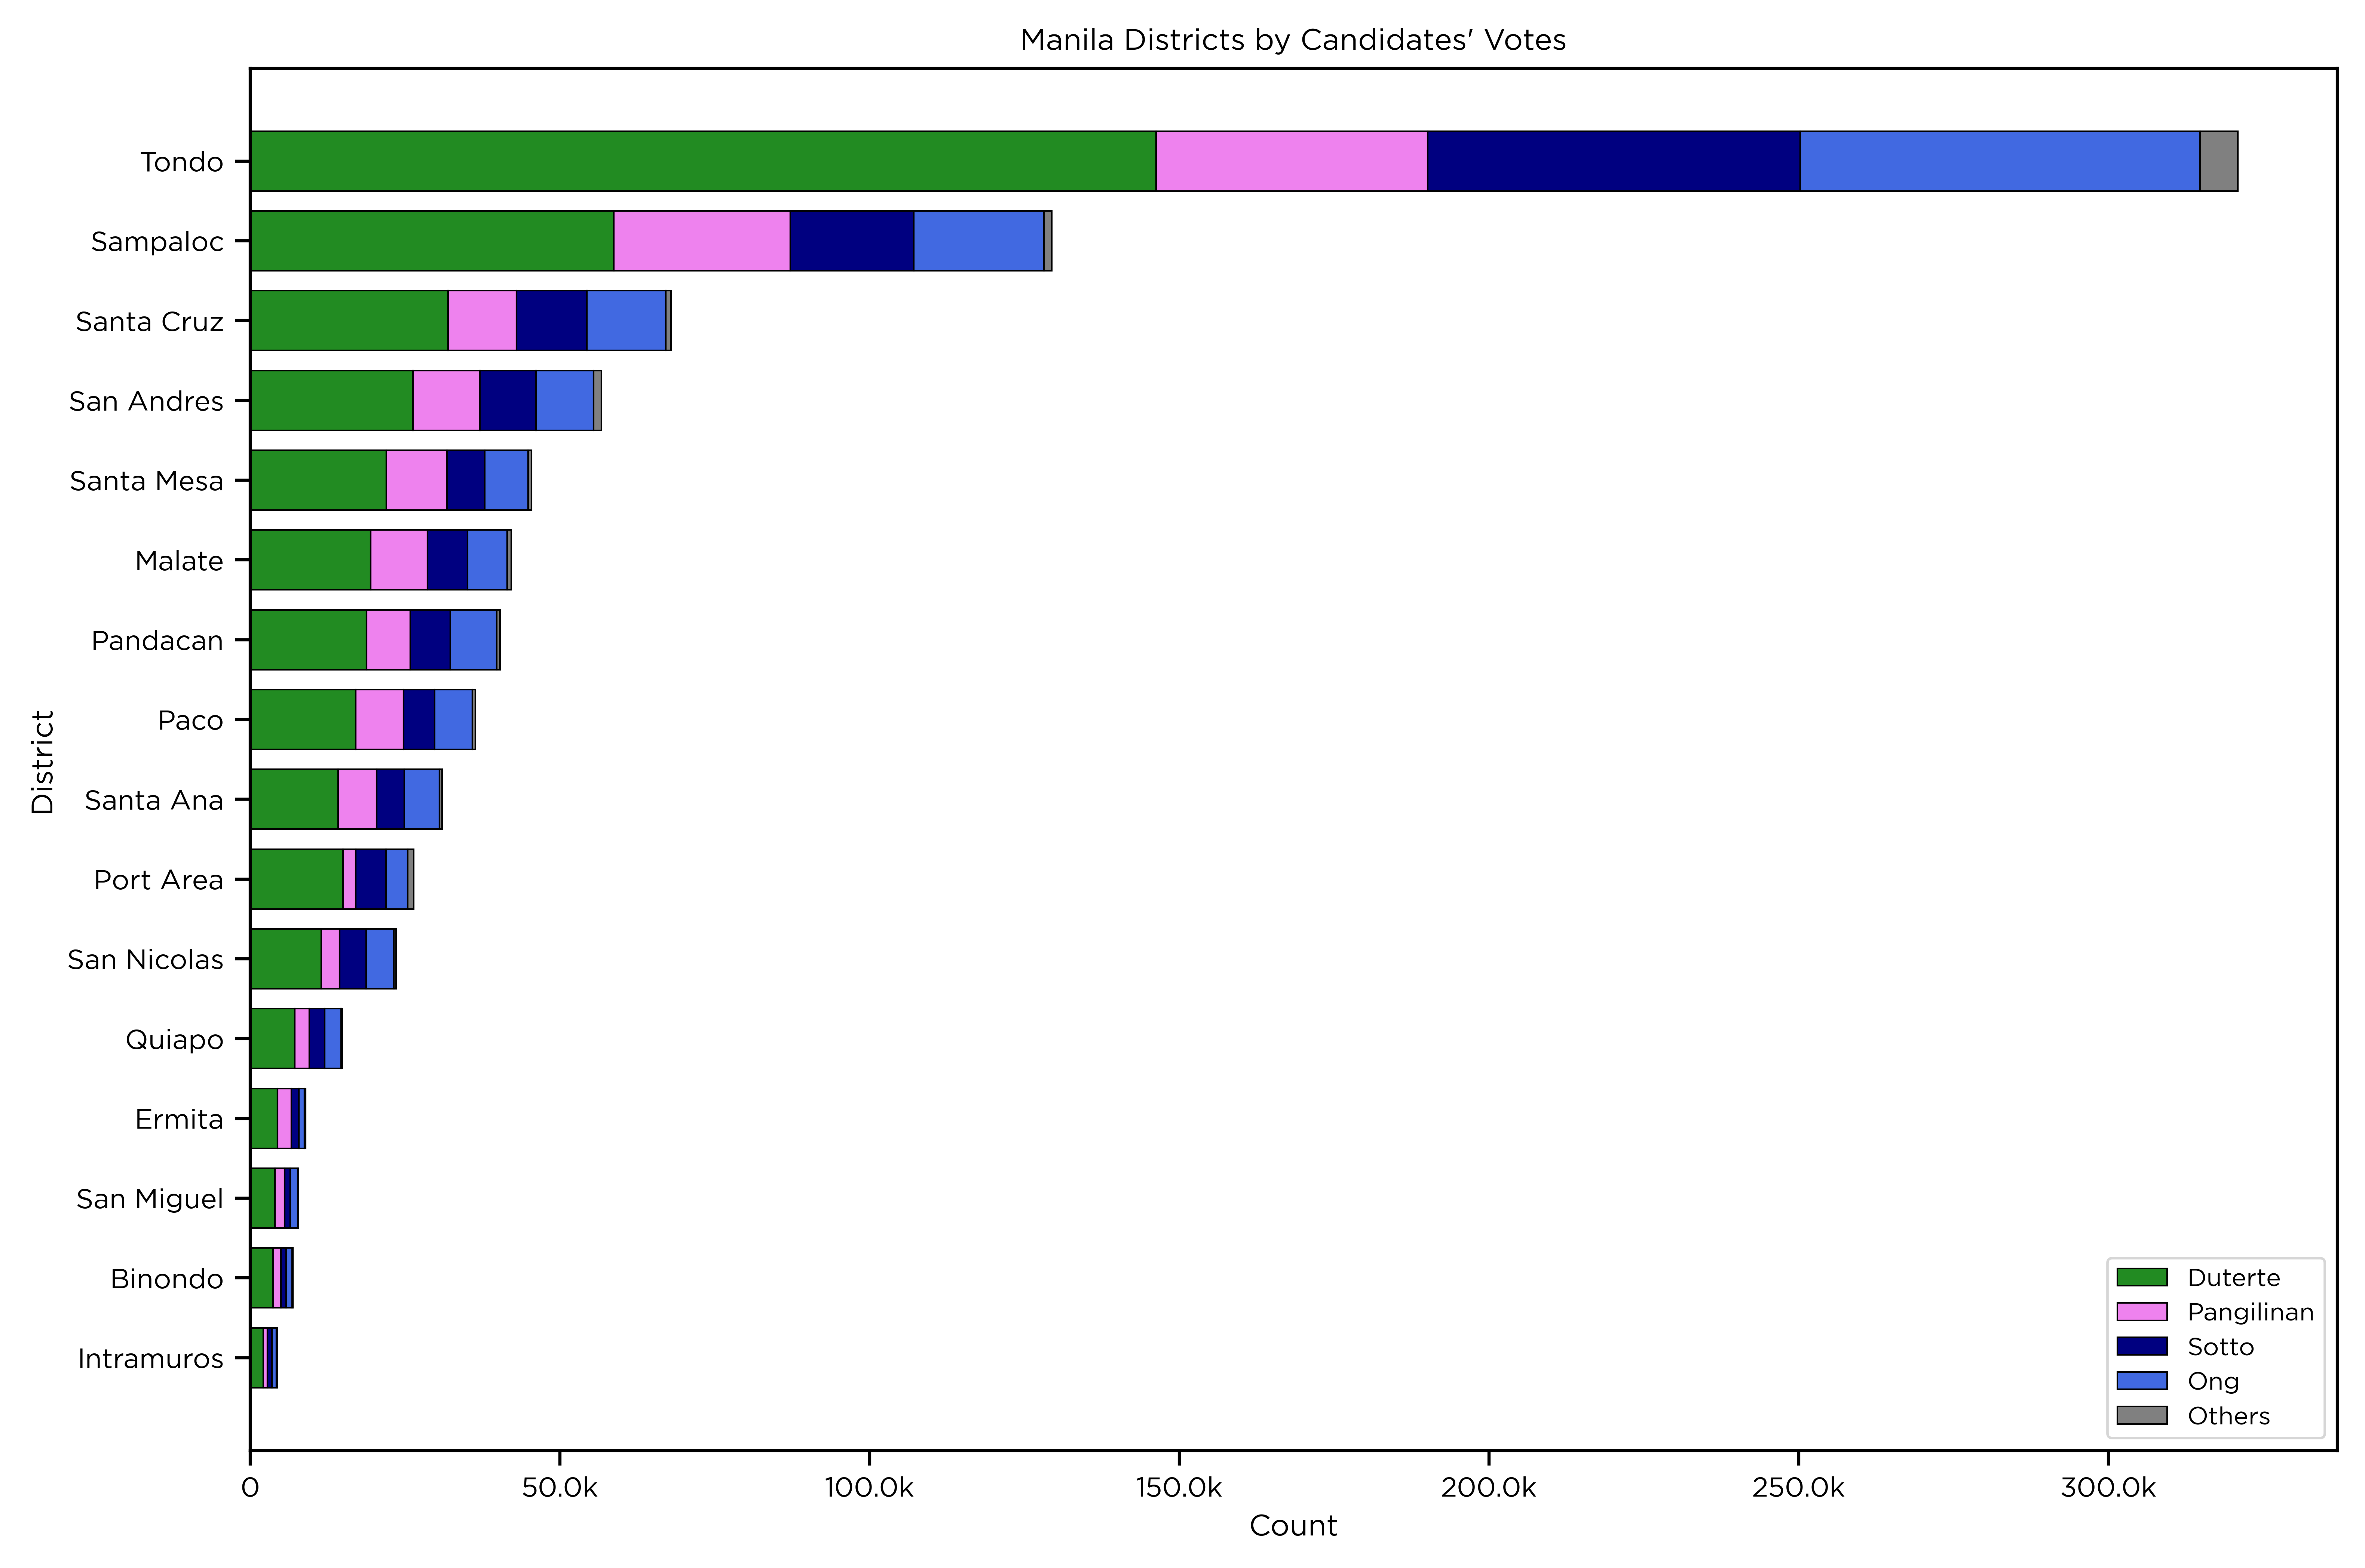 Manila Districts by Candidates' Votes
District
Tondo
Sampaloc
Santa Cruz
San Andres
Santa Mesa
Malate
Pandacan
Paco
Santa Ana
Port Area
San Nicolas
Quiapo
Ermita
San Miguel
Binondo
Intramuros
Duterte
Pangilinan
Sotto
Ong
Others
0 50.0k 100.0k 150.0k 200.0k 250.0k 300.0k
Count